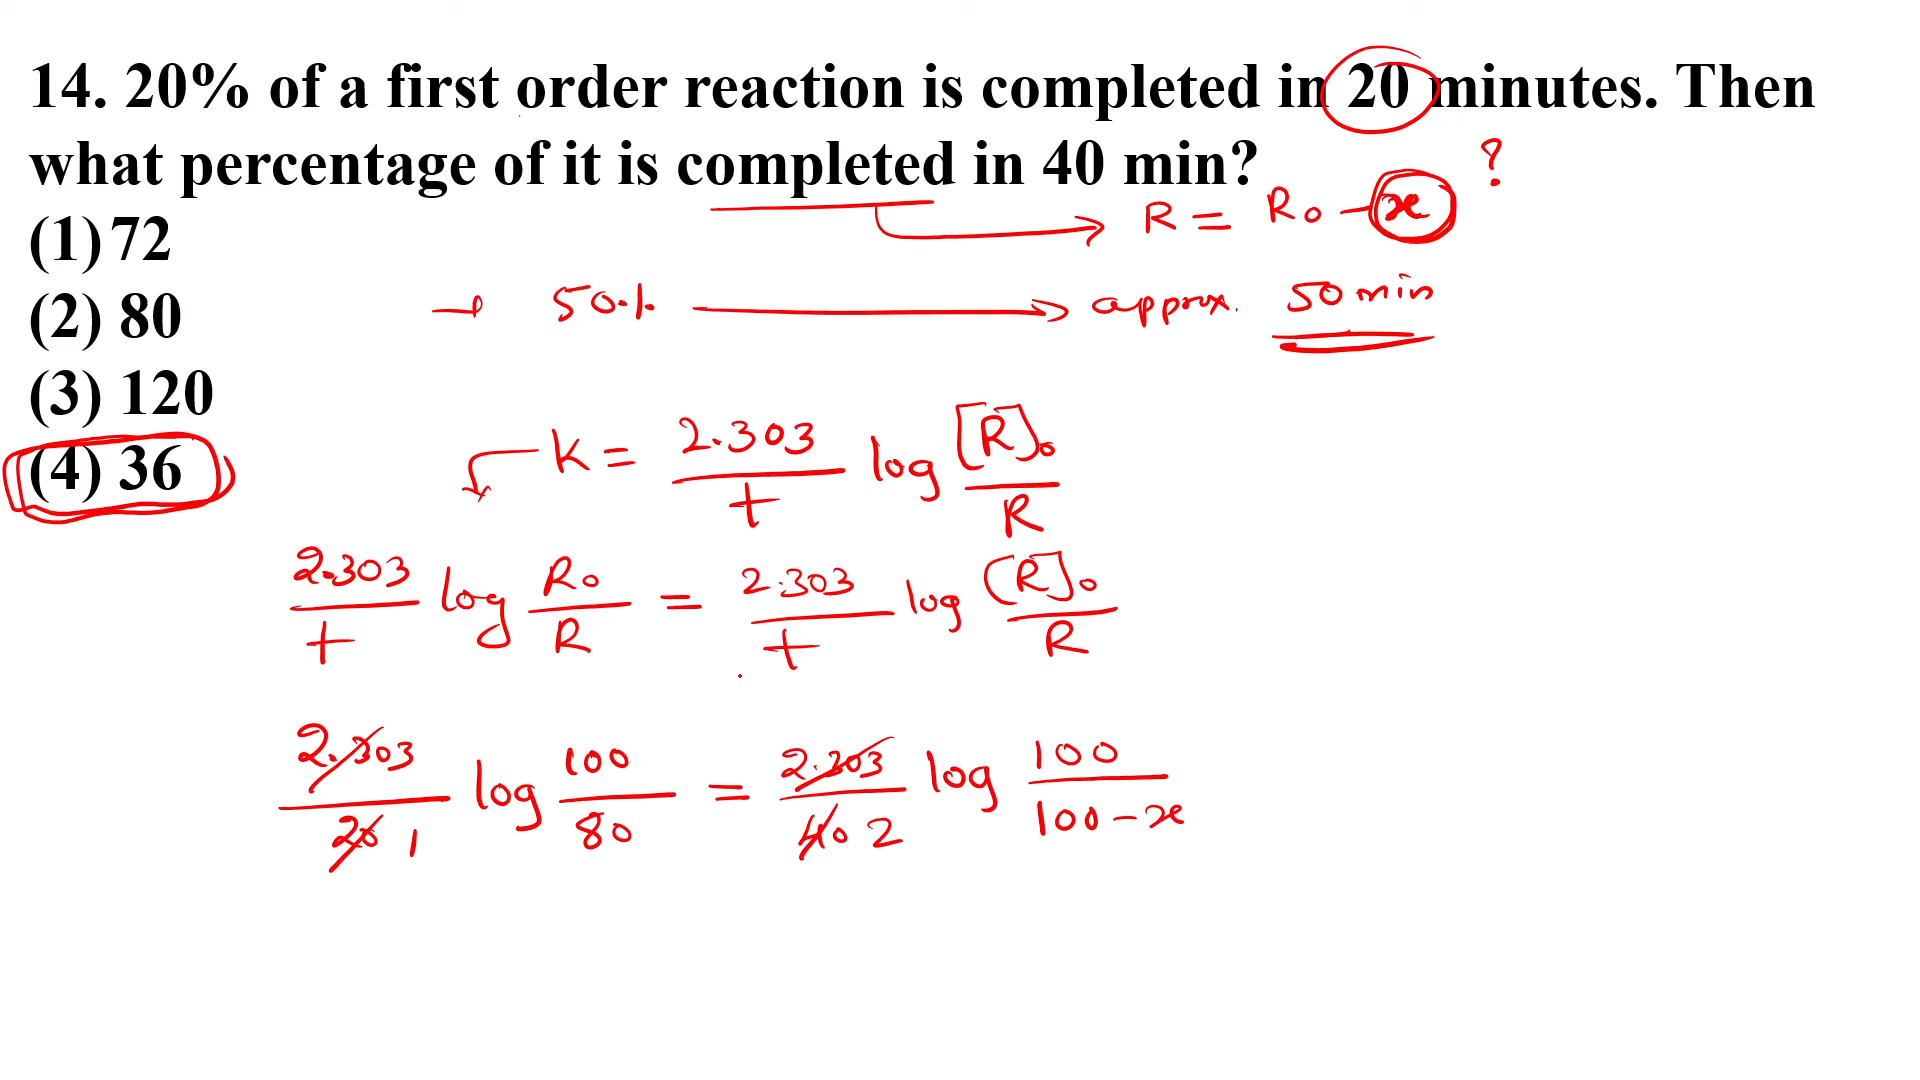 14. 20% of a first order reaction is completed in 20 minutes. Then
what percentage of it is completed in 40 min?
?
(1) 72
R = R₀ - x
(2) 80
→ 50% → approx. 50 min
(3) 120
(4) 36
K = 2.303/t log [R]₀/R
2.303/t log R₀/R = 2.303/t log [R]₀/R
2.303/20 1 log 100/80 = 2.303/40 2 log 100/100-x